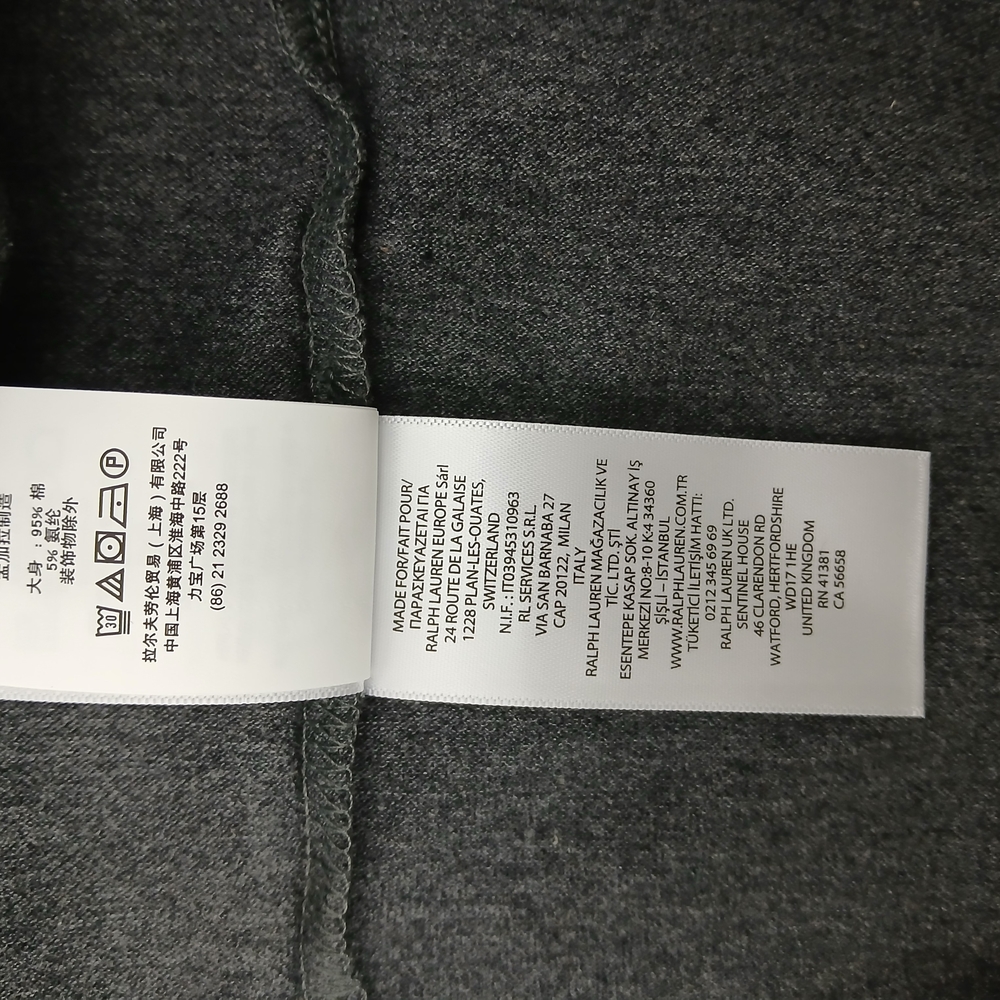 孟加拉制造
大身：95% 棉
5% 氨纶
装饰物除外
30
P
拉尔夫劳伦贸易（上海）有限公司
中国上海黄浦区淮海中路222号
力宝广场第15层
(86) 21 2329 2688
MADE FOR/FAIT POUR/
ΠΑΡΑΣΚΕΥΑΖΕΤΑΙ ΓΙΑ
RALPH LAUREN EUROPE Sárl
24 ROUTE DE LA GALAISE
1228 PLAN-LES-OUATES,
SWITZERLAND
N.I.F. : IT03945310963
RL SERVICES S.R.L
VIA SAN BARNABA 27
CAP 20122, MILAN
ITALY
RALPH LAUREN MAĞAZACILIK VE
TİC. LTD. ŞTİ
ESENTEPE KASAP SOK. ALTINAY İŞ
MERKEZİ NO:8-10 K:4 34360
ŞİŞLİ – İSTANBUL
WWW.RALPHLAUREN.COM.TR
TÜKETİCİ İLETİŞİM HATTI:
0212 345 69 69
RALPH LAUREN UK LTD.
SENTINEL HOUSE
46 CLARENDON RD
WATFORD, HERTFORDSHIRE
WD17 1HE
UNITED KINGDOM
RN 41381
CA 56658